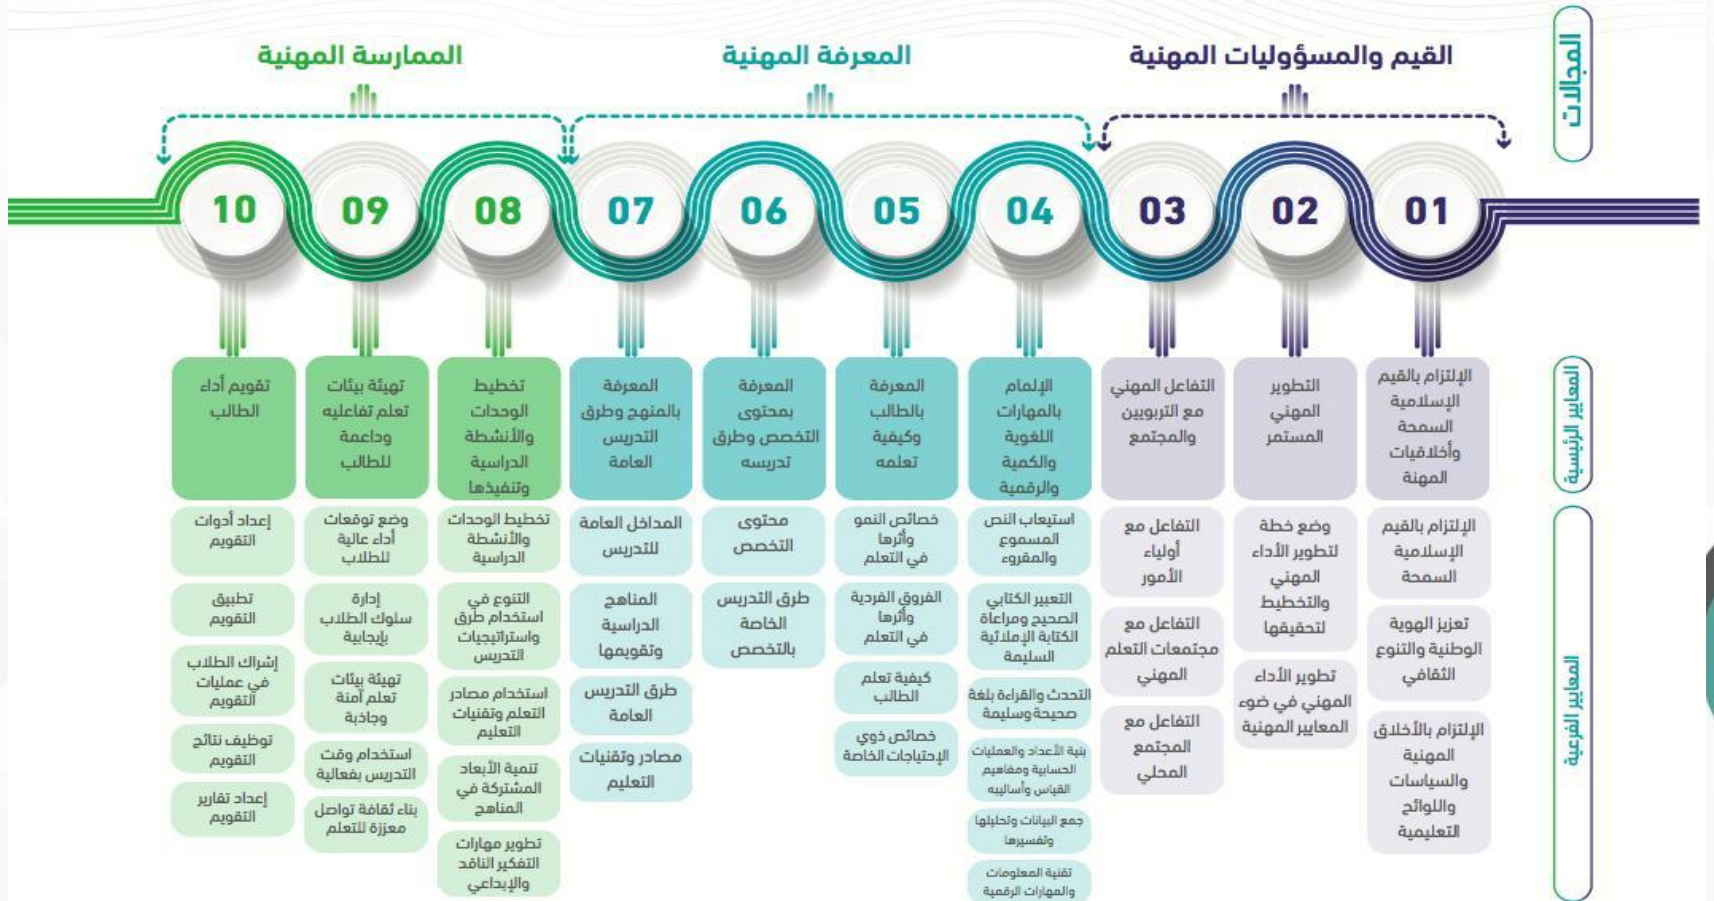 المجالات
القيم والمسؤوليات المهنية
المعرفة المهنية
الممارسة المهنية
01
02
03
04
05
06
07
08
09
10
المعايير الرئيسية
الإلتزام بالقيم
الإسلامية
السمحة
وأخلاقيات
المهنة
التطوير
المهني
المستمر
التفاعل المهني
مع التربويين
والمجتمع
الإلمام
بالمهارات
اللغوية
والكمية
والرقمية
المعرفة
بالطالب
وكيفية
تعلمه
المعرفة
بمحتوى
التخصص وطرق
تدريسه
المعرفة
بالمنهج وطرق
التدريس
العامة
تخطيط
الوحدات
والأنشطة
الدراسية
وتنفيذها
تهيئة بيئات
تعلم تفاعليه
وداعمة
للطالب
تقويم أداء
الطالب
المعايير الفرعية
الإلتزام بالقيم
الإسلامية
السمحة
تعزيز الهوية
الوطنية والتنوع
الثقافي
الإلتزام بالأخلاق
المهنية
والسياسات
واللوائح
التعليمية
وضع خطة
لتطوير الأداء
المهني
والتخطيط
لتحقيقها
تطوير الأداء
المهني في ضوء
المعايير المهنية
التفاعل مع
أولياء
الأمور
التفاعل مع
مجتمعات التعلم
المهني
التفاعل مع
المجتمع
المحلي
استيعاب النص
المسموع
والمقروء
التعبير الكتابي
الصحيح ومراعاة
الكتابة الإملائية
السليمة
التحدث والقراءة بلغة
صحيحة وسليمة
بنية الأعداد والعمليات
الحسابية ومفاهيم
القياس وأساليبه
جمع البيانات وتحليلها
وتفسيرها
تقنية المعلومات
والمهارات الرقمية
خصائص النمو
وأثرها
في التعلم
الفروق الفردية
وأثرها
في التعلم
كيفية تعلم
الطالب
خصائص ذوي
الإحتياجات الخاصة
محتوى
التخصص
طرق التدريس
الخاصة
بالتخصص
المداخل العامة
للتدريس
المناهج
الدراسية
وتقويمها
طرق التدريس
العامة
مصادر وتقنيات
التعليم
تخطيط الوحدات
والأنشطة
الدراسية
التنوع في
استخدام طرق
واستراتيجيات
التدريس
استخدام مصادر
التعلم وتقنيات
التعليم
تنمية الأبعاد
المشتركة في
المناهج
تطوير مهارات
التفكير الناقد
والإبداعي
وضع توقعات
أداء عالية
للطلاب
إدارة
سلوك الطلاب
بإيجابية
تهيئة بيئات
تعلم آمنة
وجاذبة
استخدام وقت
التدريس بفعالية
بناء ثقافة تواصل
معززة للتعلم
إعداد أدوات
التقويم
تطبيق
التقويم
إشراك الطلاب
في عمليات
التقويم
توظيف نتائج
التقويم
إعداد تقارير
التقويم